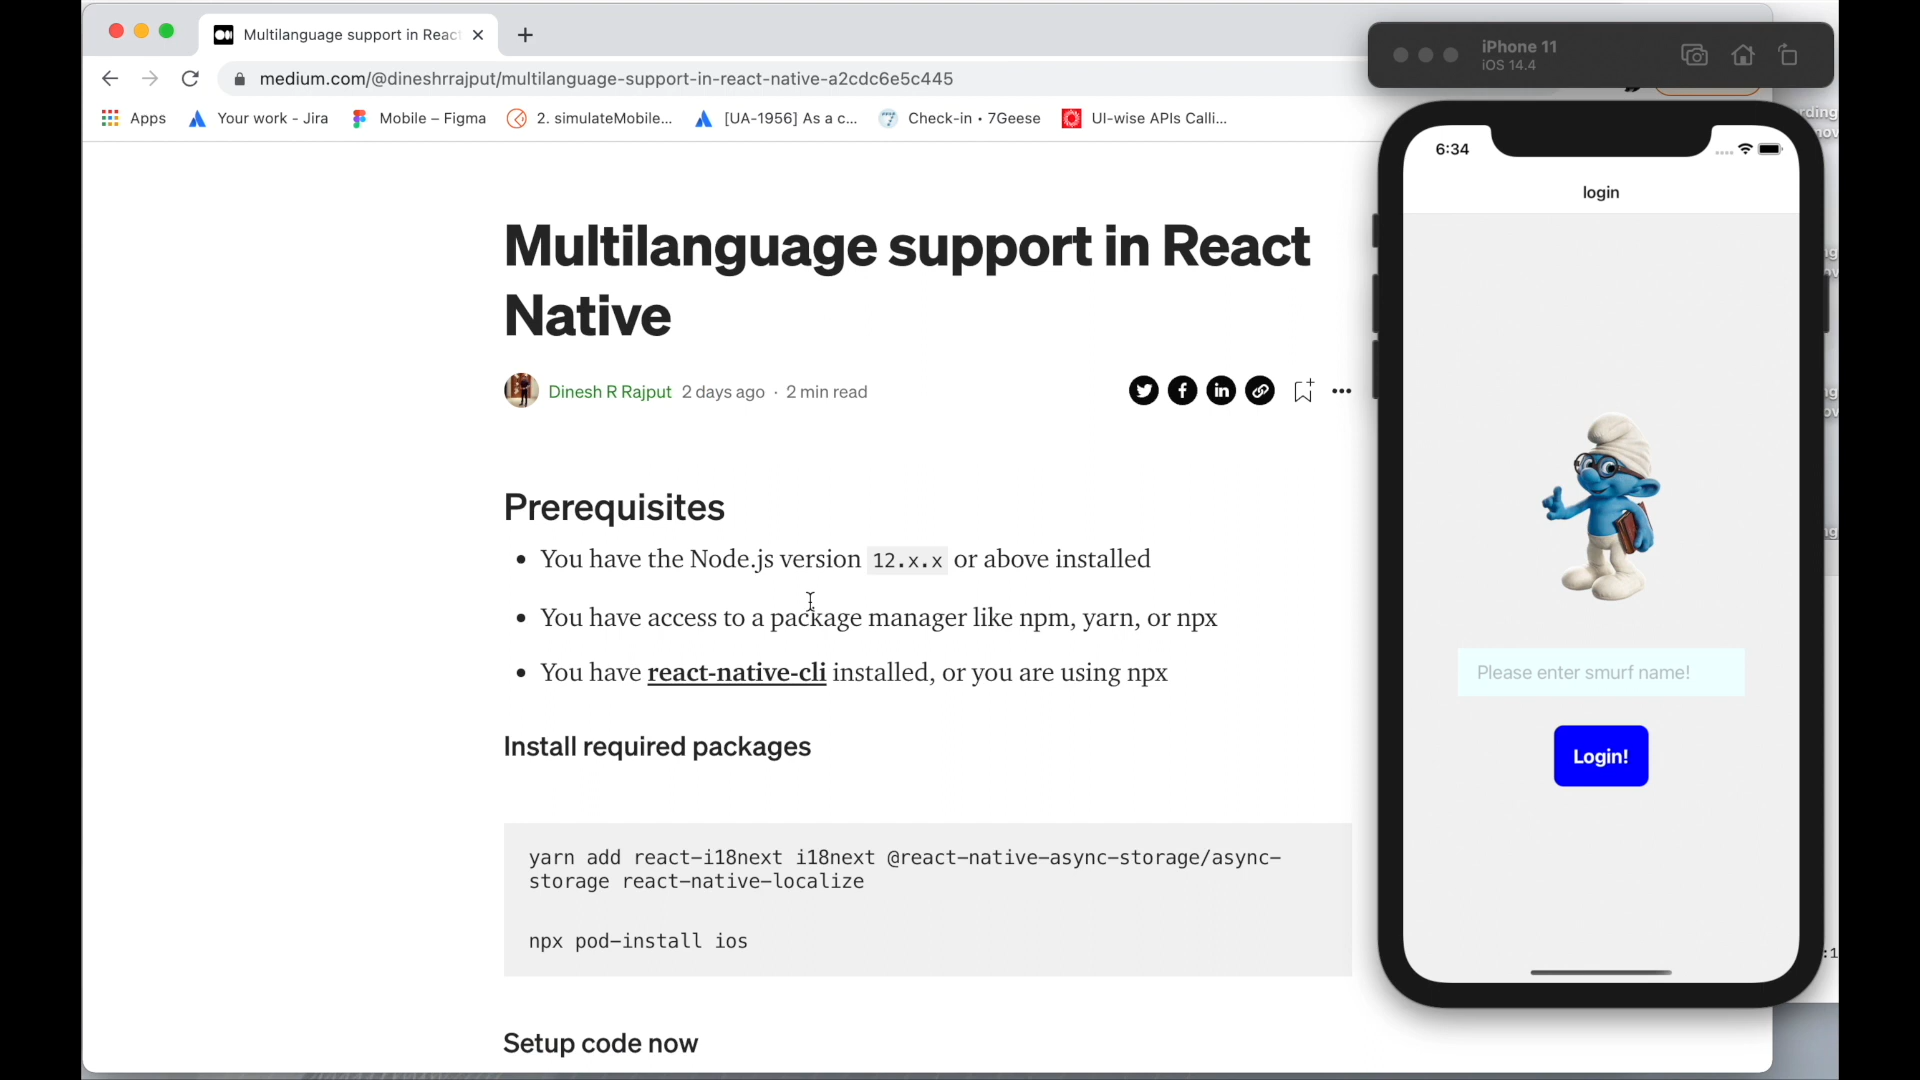 Multilanguage support in Reac
medium.com/@dineshrrajput/multilanguage-support-in-react-native-a2cdc6e5c445
Apps Your work - Jira Mobile – Figma 2. simulateMobile... [UA-1956] As a c... Check-in • 7Geese UI-wise APIs Calli...
Multilanguage support in React
Native
Dinesh R Rajput 2 days ago · 2 min read
Prerequisites
• You have the Node.js version 12.x.x or above installed
• You have access to a package manager like npm, yarn, or npx
• You have react-native-cli installed, or you are using npx
Install required packages
yarn add react-i18next i18next @react-native-async-storage/async-
storage react-native-localize
npx pod-install ios
Setup code now
iPhone 11
iOS 14.4
6:34
login
Please enter smurf name!
Login!